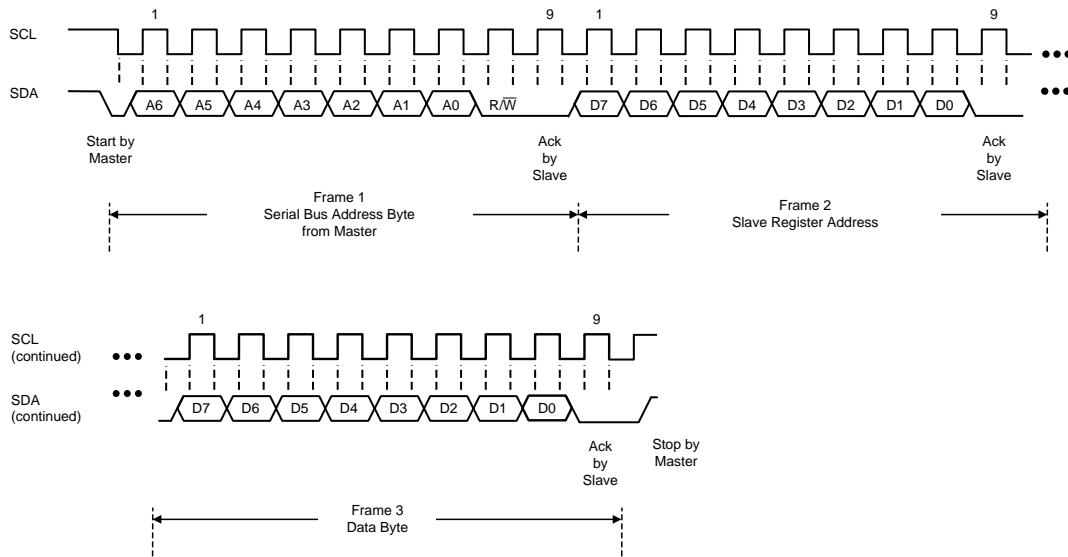 1 9 1 9
SCL
SDA A6 A5 A4 A3 A2 A1 A0 R/W̅ D7 D6 D5 D4 D3 D2 D1 D0
Start by
Master
Ack
by
Slave
Ack
by
Slave
Frame 1
Serial Bus Address Byte
from Master
Frame 2
Slave Register Address
1 9
SCL
(continued)
SDA
(continued)
D7 D6 D5 D4 D3 D2 D1 D0
Ack
by
Slave
Stop by
Master
Frame 3
Data Byte